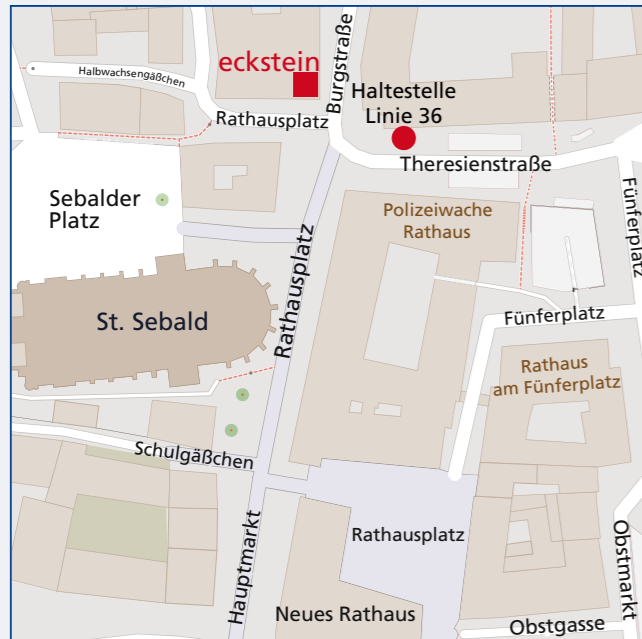 eckstein
Burgstraße
Halbwachsengäßchen
Haltestelle
Linie 36
Rathausplatz
Theresienstraße
Sebalder
Platz
Polizeiwache
Rathaus
Fünferplatz
Rathausplatz
St. Sebald
Fünferplatz
Rathaus
am Fünferplatz
Schulgäßchen
Rathausplatz
Hauptmarkt
Obstmarkt
Neues Rathaus
Obstgasse